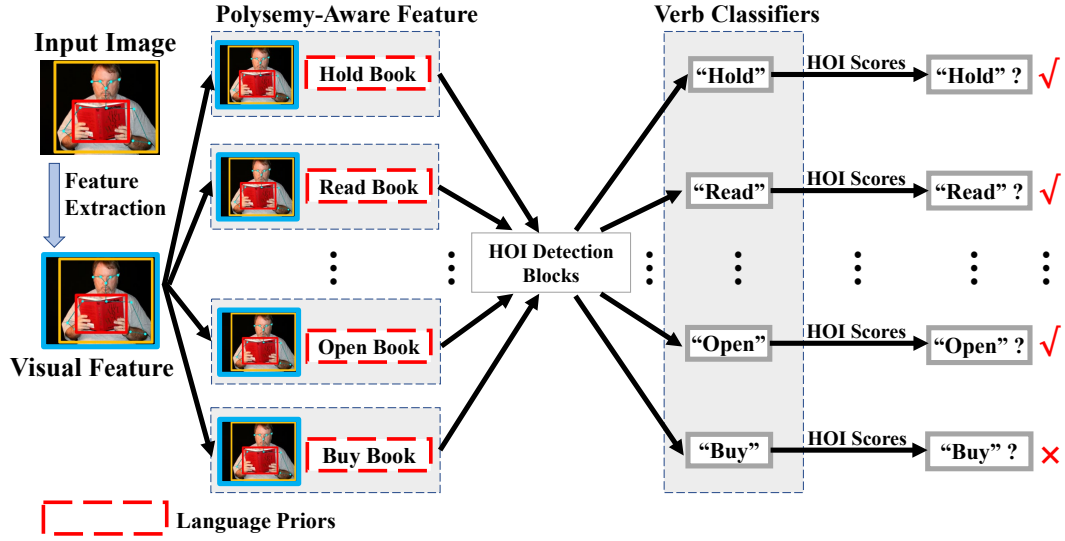 Polysemy-Aware Feature
Verb Classifiers
Input Image
Feature
Extraction
Visual Feature
Hold Book
Read Book
Open Book
Buy Book
HOI Detection
Blocks
“Hold”
HOI Scores
“Hold” ?
“Read”
HOI Scores
“Read” ?
“Open”
HOI Scores
“Open” ?
“Buy”
HOI Scores
“Buy” ?
Language Priors